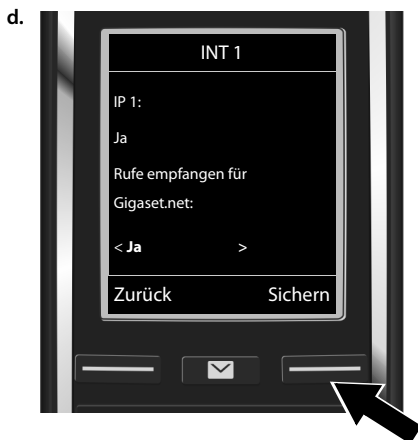 d.
INT 1
IP 1:
Ja
Rufe empfangen für
Gigaset.net:
< Ja >
Zurück Sichern